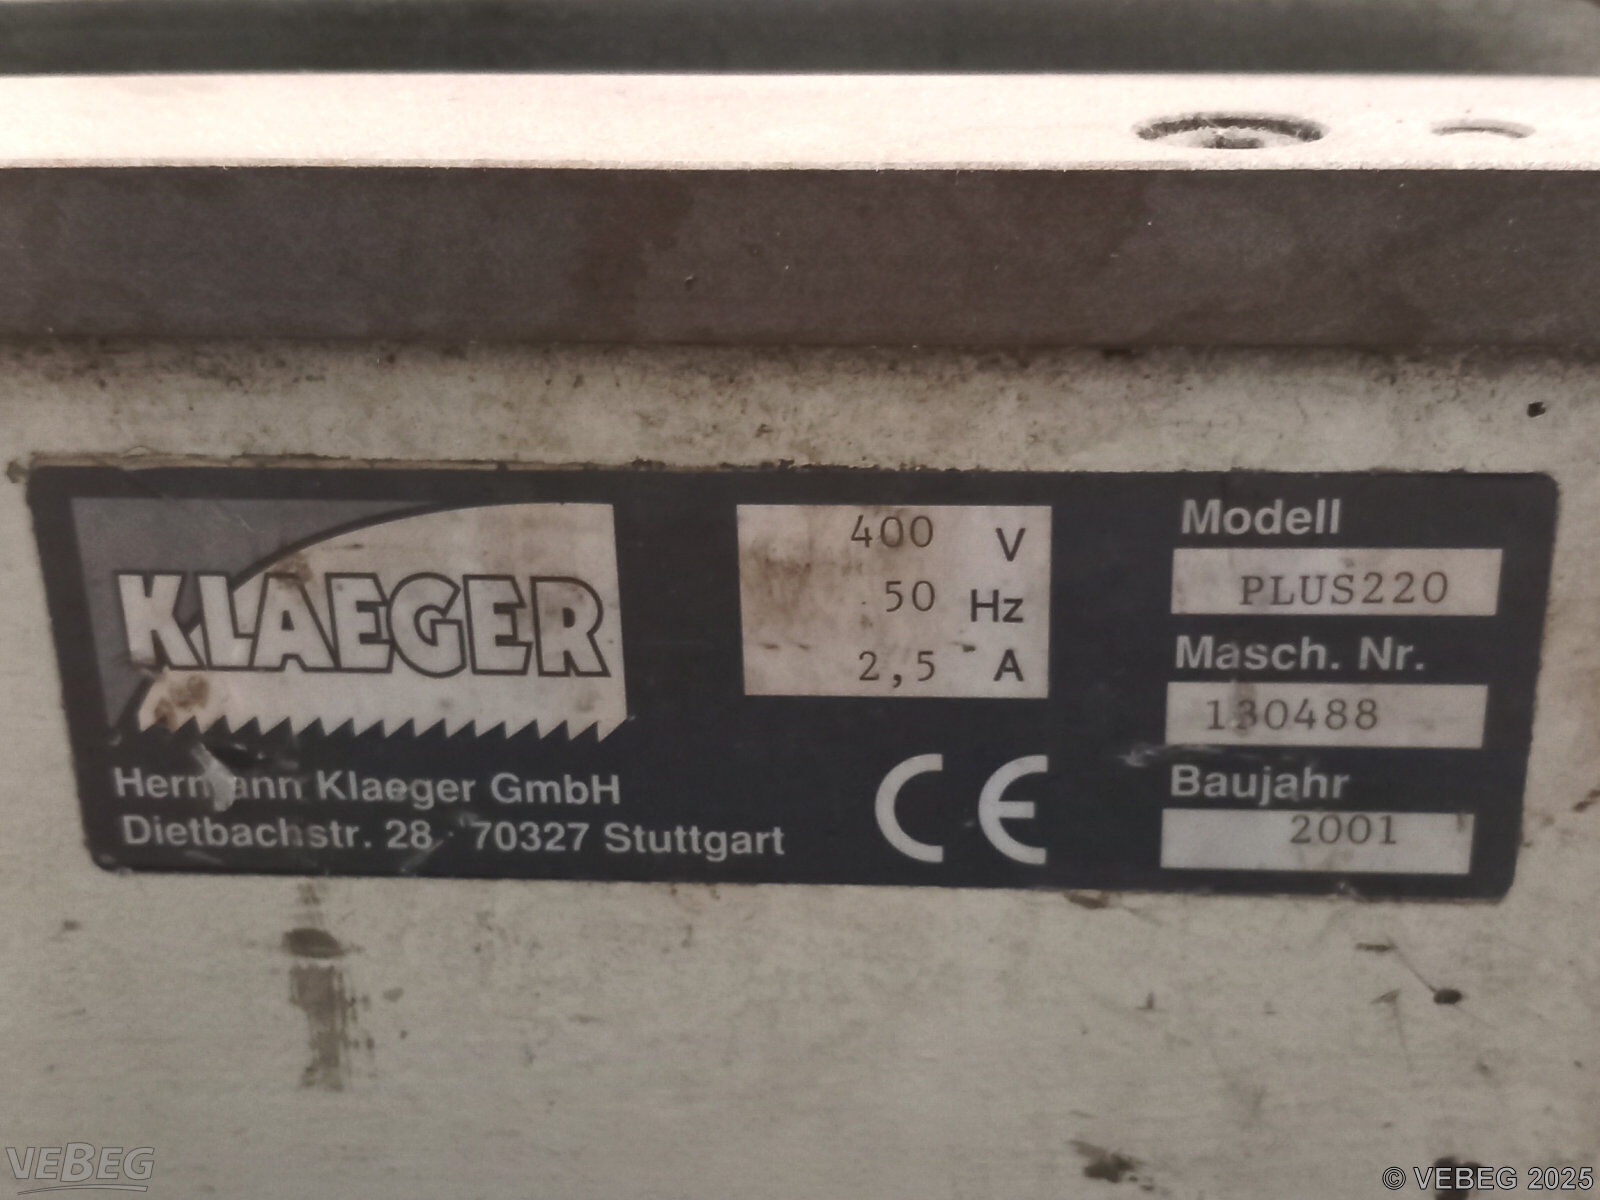 KLAEGER
Hermann Klaeger GmbH
Dietbachstr. 28 · 70327 Stuttgart
400 V
50 Hz
2,5 A
CE
Modell
PLUS220
Masch. Nr.
130488
Baujahr
2001
VEBEG
© VEBEG 2025